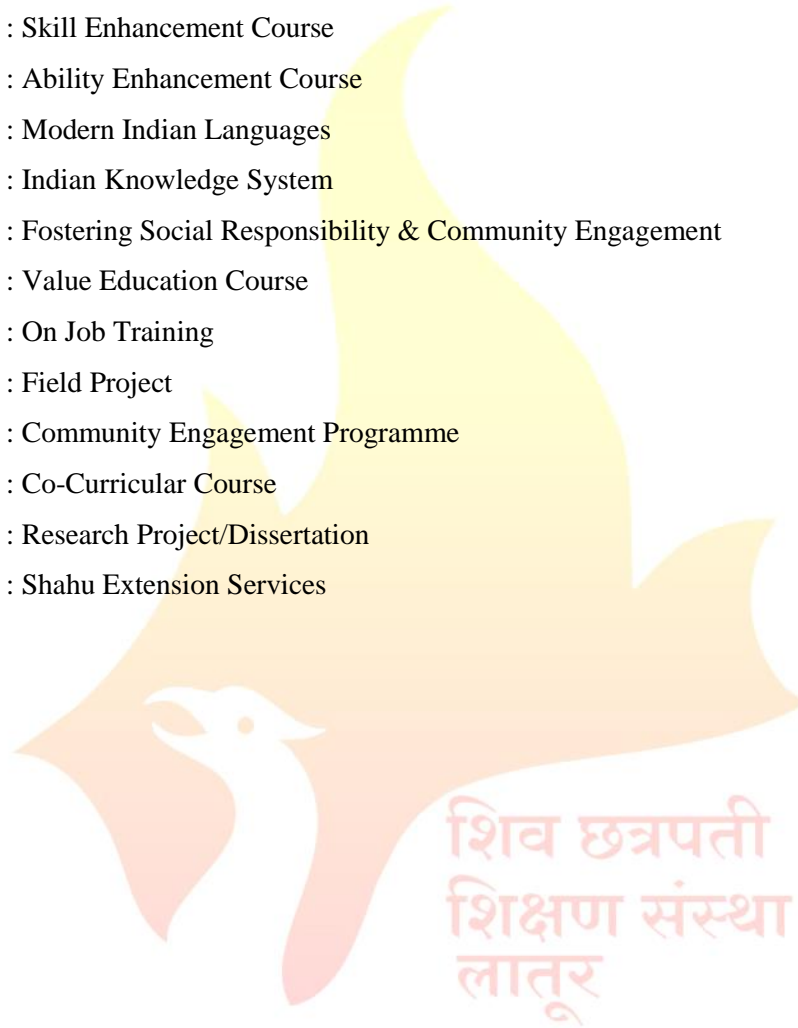 : Skill Enhancement Course
: Ability Enhancement Course
: Modern Indian Languages
: Indian Knowledge System
: Fostering Social Responsibility & Community Engagement
: Value Education Course
: On Job Training
: Field Project
: Community Engagement Programme
: Co-Curricular Course
: Research Project/Dissertation
: Shahu Extension Services
शिव छत्रपती
शिक्षण संस्था
लातूर